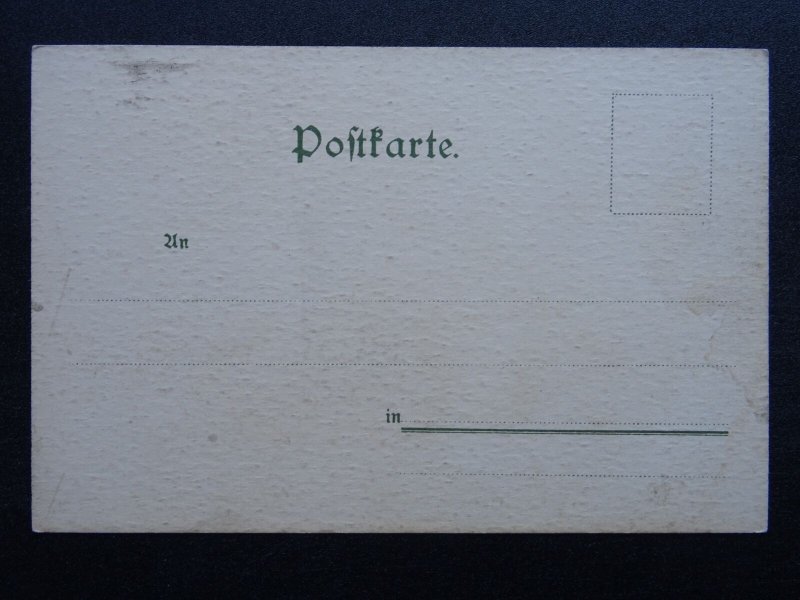 Poſtkarte.
An
in